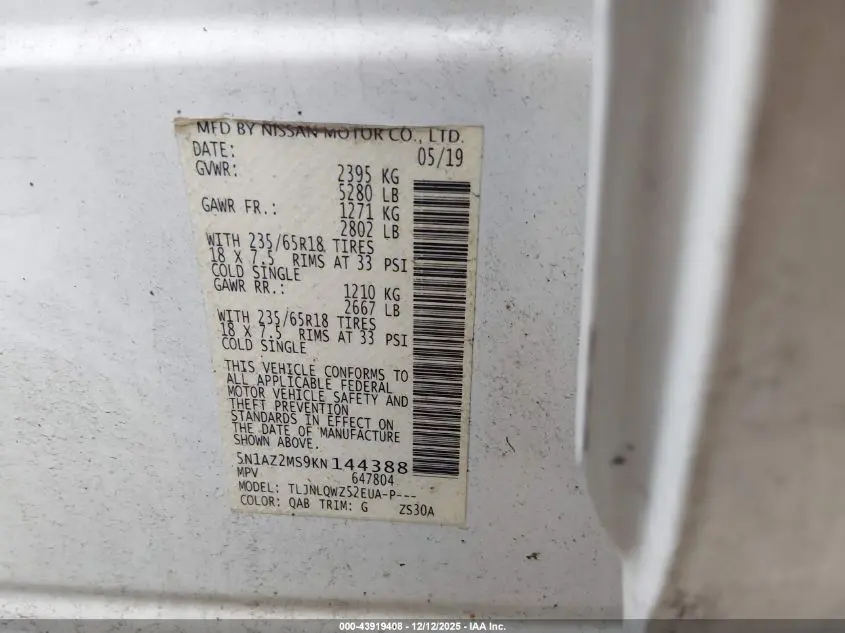 MFD BY NISSAN MOTOR CO., LTD.
DATE: 05/19
GVWR: 2395 KG
5280 LB
GAWR FR.: 1271 KG
2802 LB
WITH 235/65R18 TIRES
18 X 7.5 RIMS AT 33 PSI
COLD SINGLE
GAWR RR.: 1210 KG
2667 LB
WITH 235/65R18 TIRES
18 X 7.5 RIMS AT 33 PSI
COLD SINGLE
THIS VEHICLE CONFORMS TO
ALL APPLICABLE FEDERAL
MOTOR VEHICLE SAFETY AND
THEFT PREVENTION
STANDARDS IN EFFECT ON
THE DATE OF MANUFACTURE
SHOWN ABOVE.
5N1AZ2MS9KN144388
MPV 647804
MODEL: TLJNLQWZS2EUA-P---
COLOR: QAB TRIM: G ZS30A
000-43919408 - 12/12/2025 - IAA Inc.